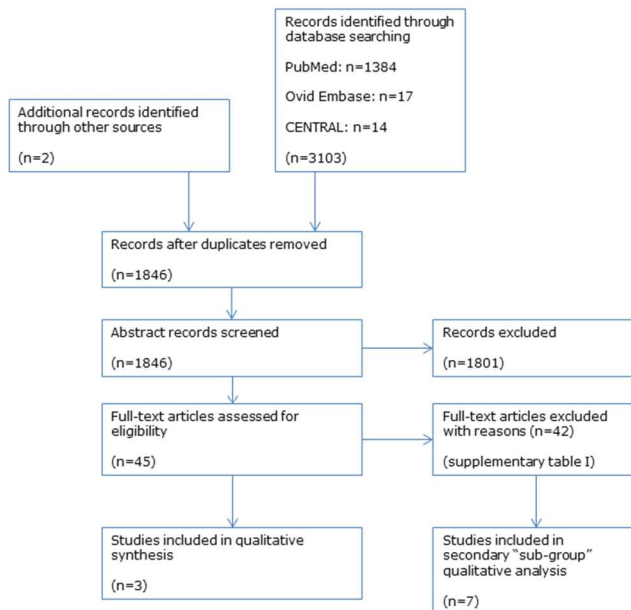 Records identified through
database searching
PubMed: n=1384
Ovid Embase: n=17
CENTRAL: n=14
(n=3103)
Additional records identified
through other sources
(n=2)
Records after duplicates removed
(n=1846)
Abstract records screened
(n=1846)
Records excluded
(n=1801)
Full-text articles assessed for
eligibility
(n=45)
Full-text articles excluded
with reasons (n=42)
(supplementary table I)
Studies included in qualitative
synthesis
(n=3)
Studies included in
secondary “sub-group”
qualitative analysis
(n=7)